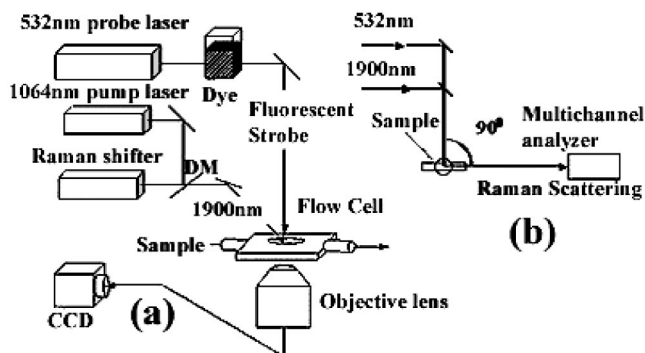 532nm probe laser
1064nm pump laser
Raman shifter
DM
1900nm
Dye
Fluorescent
Strobe
Flow Cell
Sample
Objective lens
CCD
(a)
532nm
1900nm
Sample
90⁰
Multichannel
analyzer
Raman Scattering
(b)